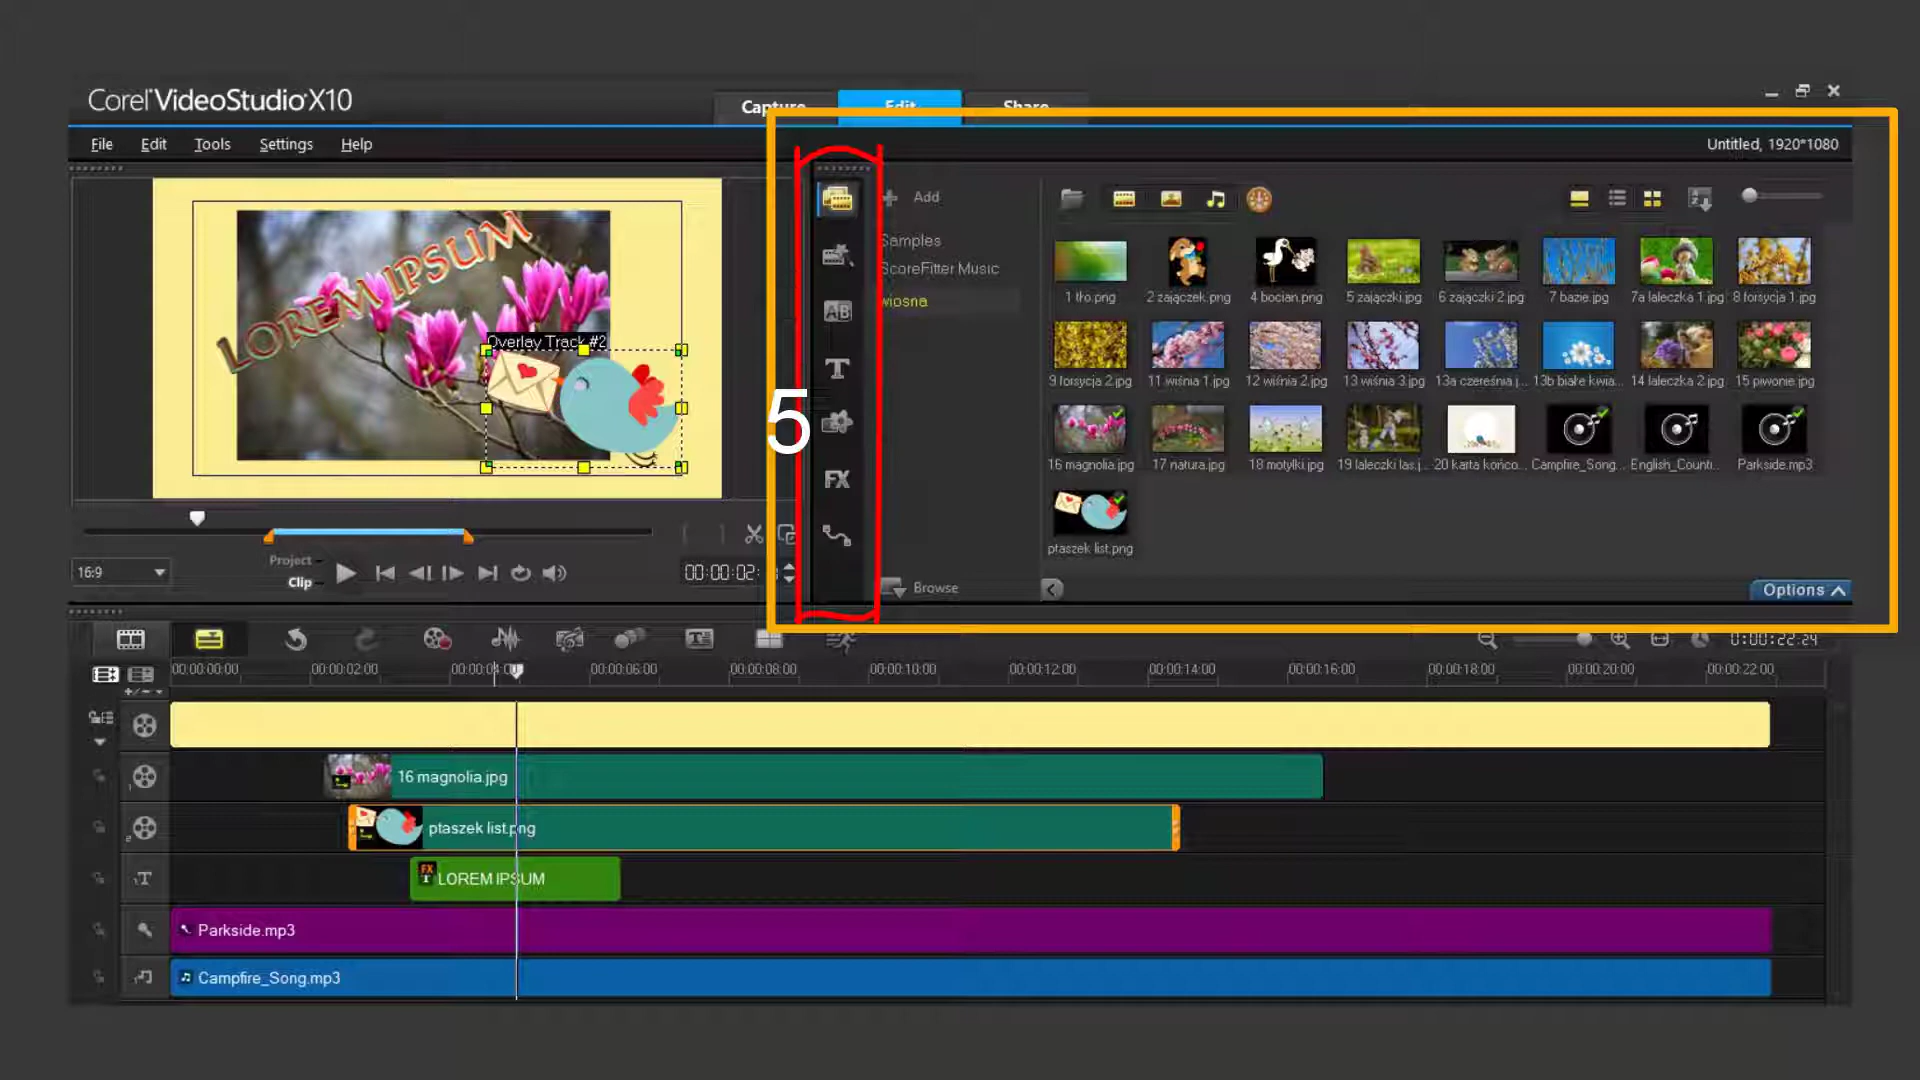 Corel VideoStudio X10
Capture Edit Share
File Edit Tools Settings Help
Untitled, 1920*1080
LOREM IPSUM
Overlay Track #2
Add
Samples
ScoreFitter Music
wiosna
1 tło.png 2 zajączek.png 4 bocian.png 5 zajączki.jpg 6 zajączki 2.jpg 7 bazie.jpg 7a laleczka 1.jpg 8 forsycja 1.jpg
9 forsycja 2.jpg 11 wiśnia 1.jpg 12 wiśnia 2.jpg 13 wiśnia 3.jpg 13a czereśnia j... 13b białe kwia... 14 laleczka 2.jpg 15 piwonie.jpg
16 magnolia.jpg 17 natura.jpg 18 motylki.jpg 19 laleczki las.j... 20 karta końco... Campfire_Song... English_Countr... Parkside.mp3
ptaszek list.png
AB
T
5
FX
Browse
Options
16:9
Project
Clip
00:00:02:
0:00:22:24
00:00:00:00 00:00:02:00 00:00:04:00 00:00:06:00 00:00:08:00 00:00:10:00 00:00:12:00 00:00:14:00 00:00:16:00 00:00:18:00 00:00:20:00 00:00:22:00
16 magnolia.jpg
ptaszek list.png
FX
T
LOREM IPSUM
Parkside.mp3
Campfire_Song.mp3